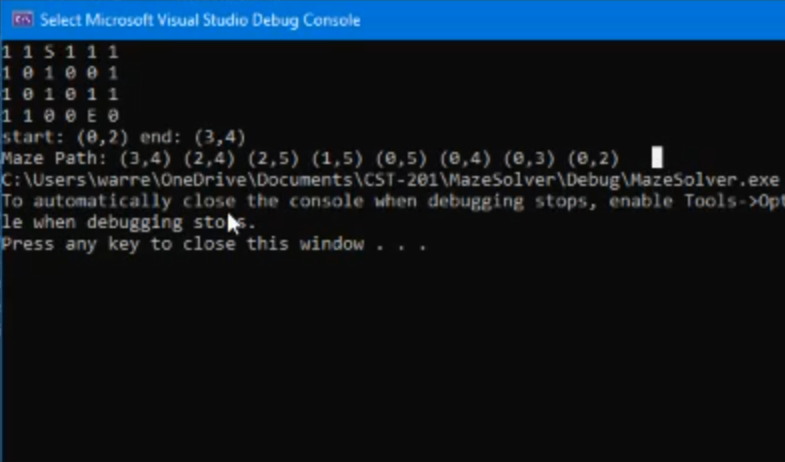 Select Microsoft Visual Studio Debug Console
1 1 S 1 1 1
1 0 1 0 0 1
1 0 1 0 1 1
1 1 0 0 E 0
start: (0,2) end: (3,4)
Maze Path: (3,4) (2,4) (2,5) (1,5) (0,5) (0,4) (0,3) (0,2)
C:\Users\warre\OneDrive\Documents\CST-201\MazeSolver\Debug\MazeSolver.exe
To automatically close the console when debugging stops, enable Tools->Opt
le when debugging stops.
Press any key to close this window . . .